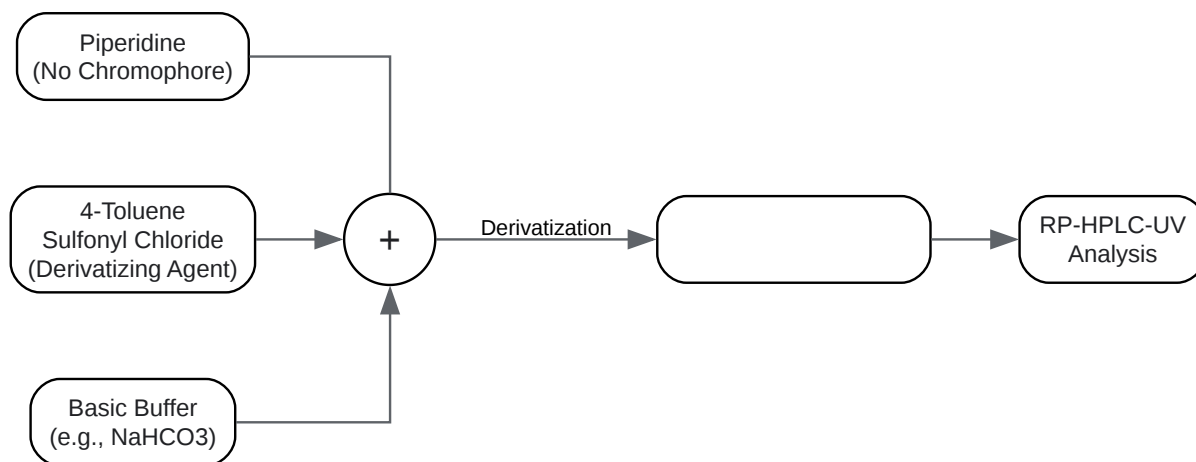 Piperidine
(No Chromophore)
4-Toluene
Sulfonyl Chloride
(Derivatizing Agent)
+
Derivatization
RP-HPLC-UV
Analysis
Basic Buffer
(e.g., NaHCO3)